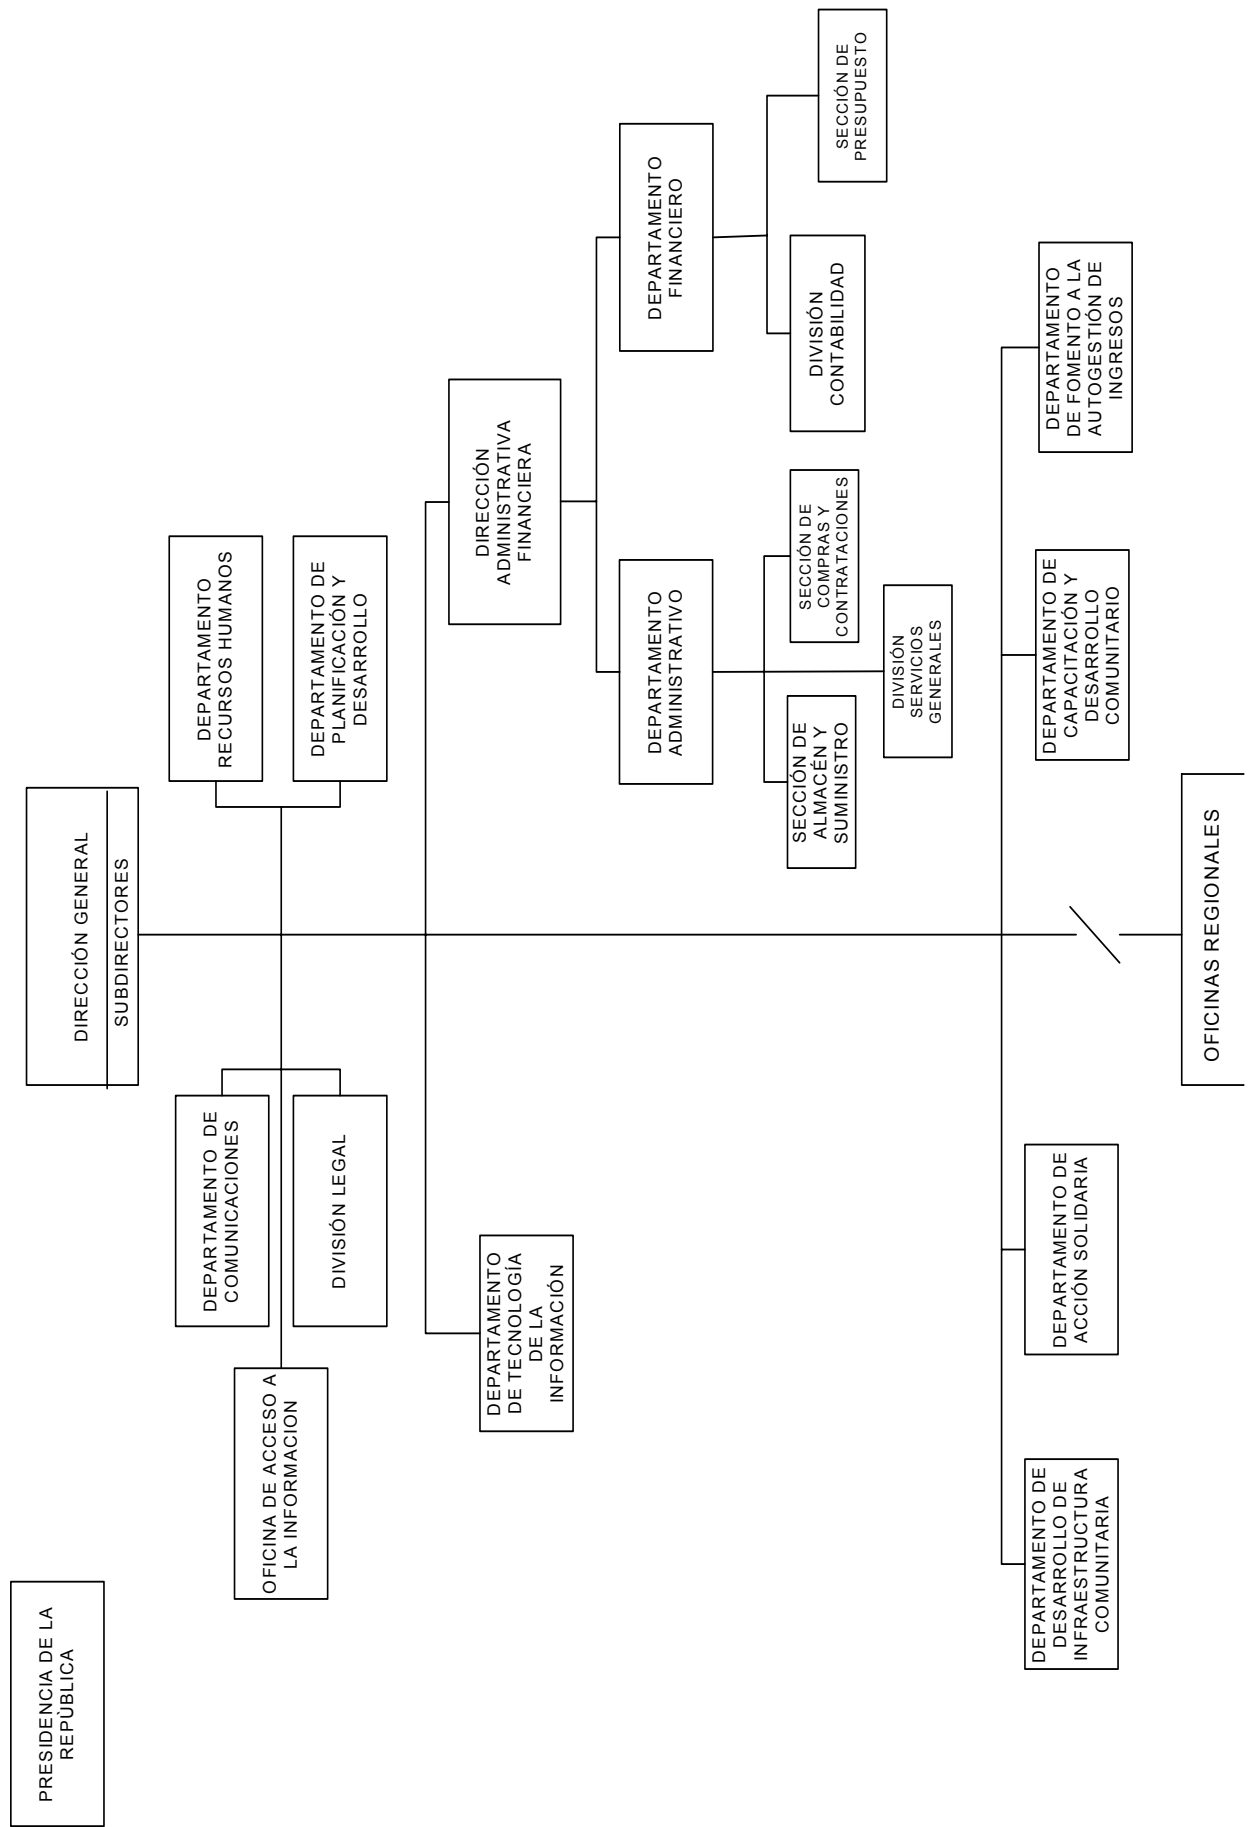 PRESIDENCIA DE LA
REPÙBLICA
DIRECCIÓN GENERAL
SUBDIRECTORES
DEPARTAMENTO DE
COMUNICACIONES
DEPARTAMENTO
RECURSOS HUMANOS
OFICINA DE ACCESO A
LA INFORMACION
DIVISIÓN LEGAL
DEPARTAMENTO DE
PLANIFICACIÓN Y
DESARROLLO
DEPARTAMENTO
DE TECNOLOGÍA
DE LA
INFORMACIÓN
DIRECCIÓN
ADMINISTRATIVA
FINANCIERA
DEPARTAMENTO
ADMINISTRATIVO
DEPARTAMENTO
FINANCIERO
SECCIÓN DE
ALMACÉN Y
SUMINISTRO
SECCIÓN DE
COMPRAS Y
CONTRATACIONES
DIVISIÓN
CONTABILIDAD
SECCIÓN DE
PRESUPUESTO
DIVISIÓN
SERVICIOS
GENERALES
DEPARTAMENTO DE
DESARROLLO DE
INFRAESTRUCTURA
COMUNITARIA
DEPARTAMENTO DE
ACCIÓN SOLIDARIA
DEPARTAMENTO DE
CAPACITACIÓN Y
DESARROLLO
COMUNITARIO
DEPARTAMENTO
DE FOMENTO A LA
AUTOGESTIÓN DE
INGRESOS
OFICINAS REGIONALES